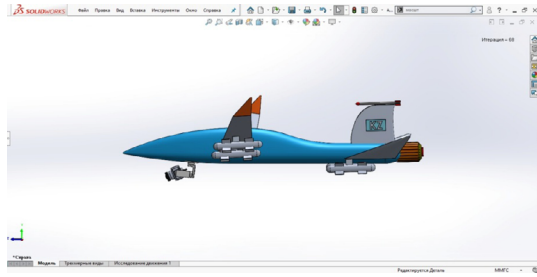 SOLIDWORKS Файл Правка Вид Вставка Инструменты Окно Справка
Итерация = 68
*Справа
Модель Трехмерные виды Исследование движения 1
Редактируется Деталь ММГС